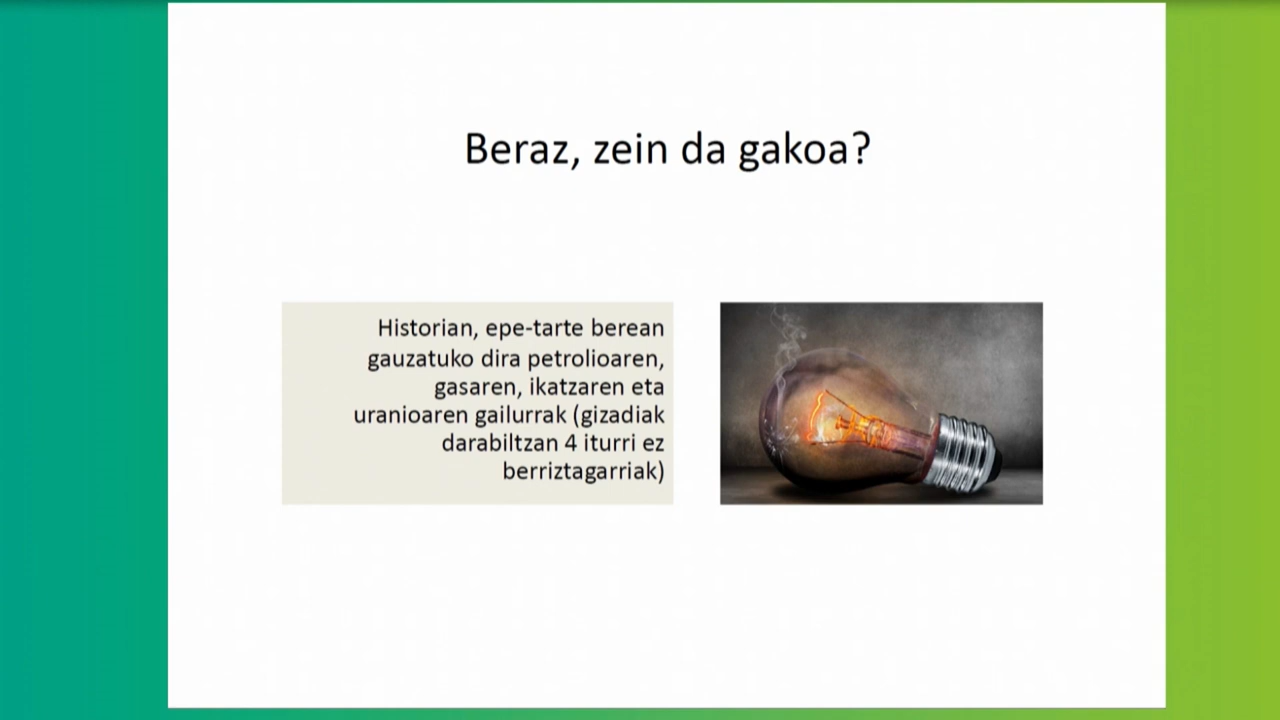 Beraz, zein da gakoa?
Historian, epe-tarte berean
gauzatuko dira petrolioaren,
gasaren, ikatzaren eta
uranioaren gailurrak (gizadiak
darabiltzan 4 iturri ez
berriztagarriak)